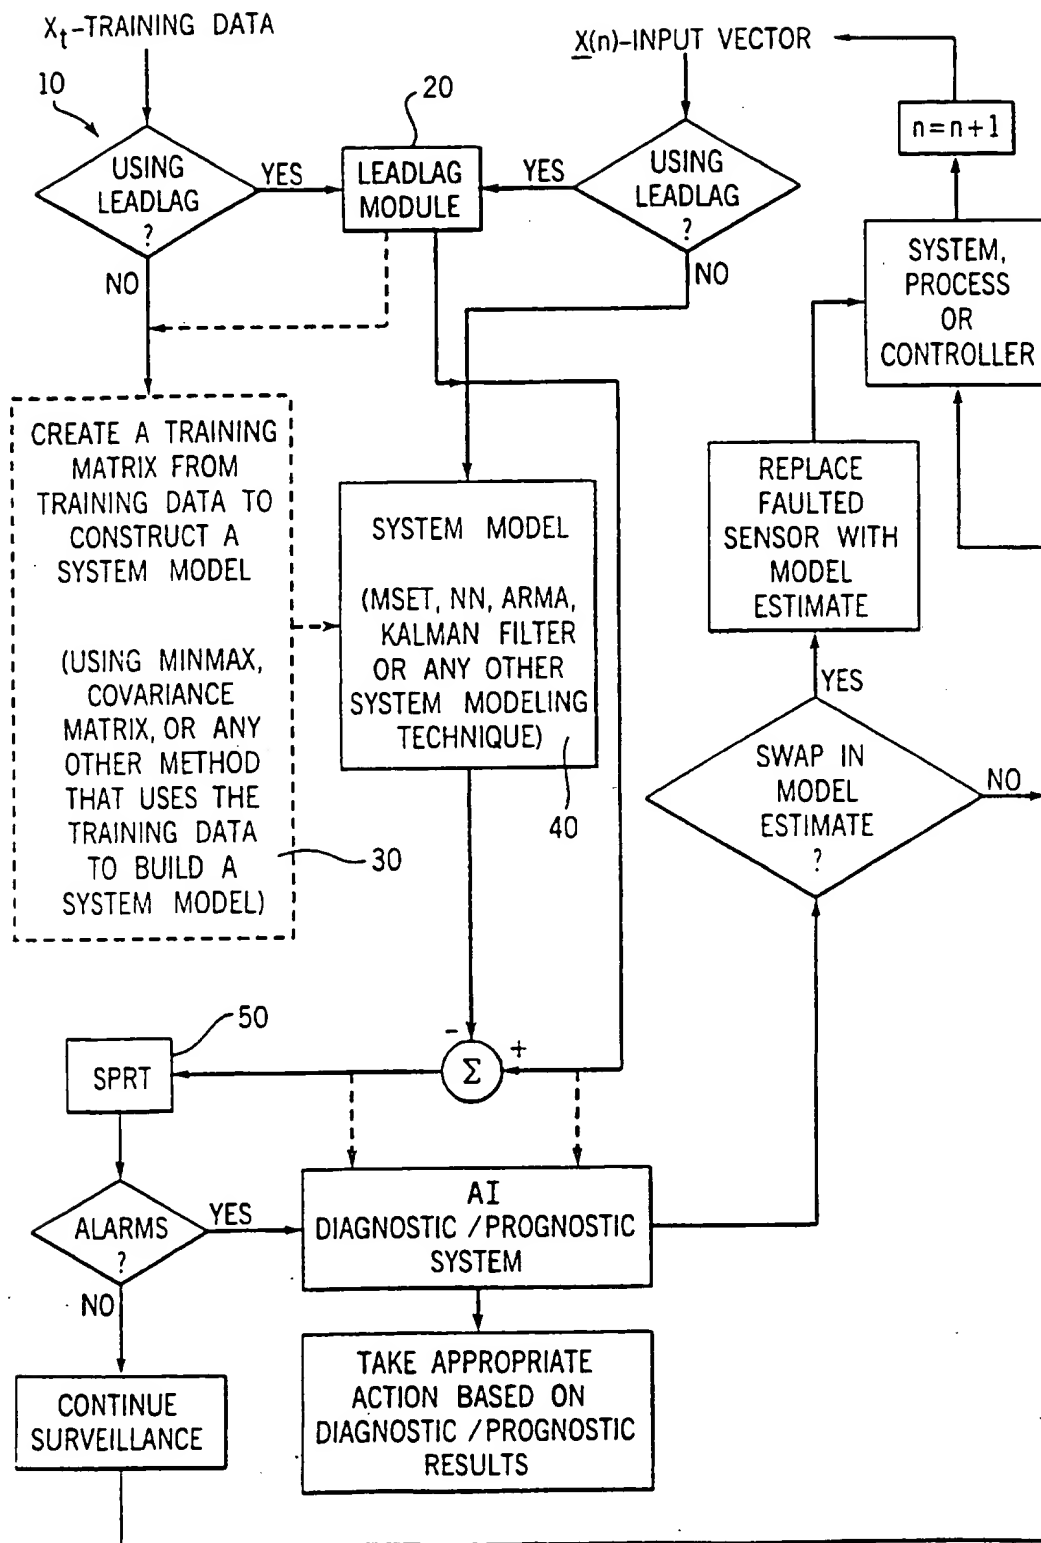 Xt-TRAINING DATA
X(n)-INPUT VECTOR
10
20
n=n+1
USING
LEADLAG
?
YES
LEADLAG
MODULE
YES
USING
LEADLAG
?
NO
NO
SYSTEM,
PROCESS
OR
CONTROLLER
CREATE A TRAINING
MATRIX FROM
TRAINING DATA TO
CONSTRUCT A
SYSTEM MODEL
(USING MINMAX,
COVARIANCE
MATRIX, OR ANY
OTHER METHOD
THAT USES THE
TRAINING DATA
TO BUILD A
SYSTEM MODEL)
30
SYSTEM MODEL
(MSET, NN, ARMA,
KALMAN FILTER
OR ANY OTHER
SYSTEM MODELING
TECHNIQUE)
40
REPLACE
FAULTED
SENSOR WITH
MODEL
ESTIMATE
YES
SWAP IN
MODEL
ESTIMATE
?
NO
50
SPRT
-
Σ
+
ALARMS
?
YES
NO
AI
DIAGNOSTIC / PROGNOSTIC
SYSTEM
CONTINUE
SURVEILLANCE
TAKE APPROPRIATE
ACTION BASED ON
DIAGNOSTIC / PROGNOSTIC
RESULTS